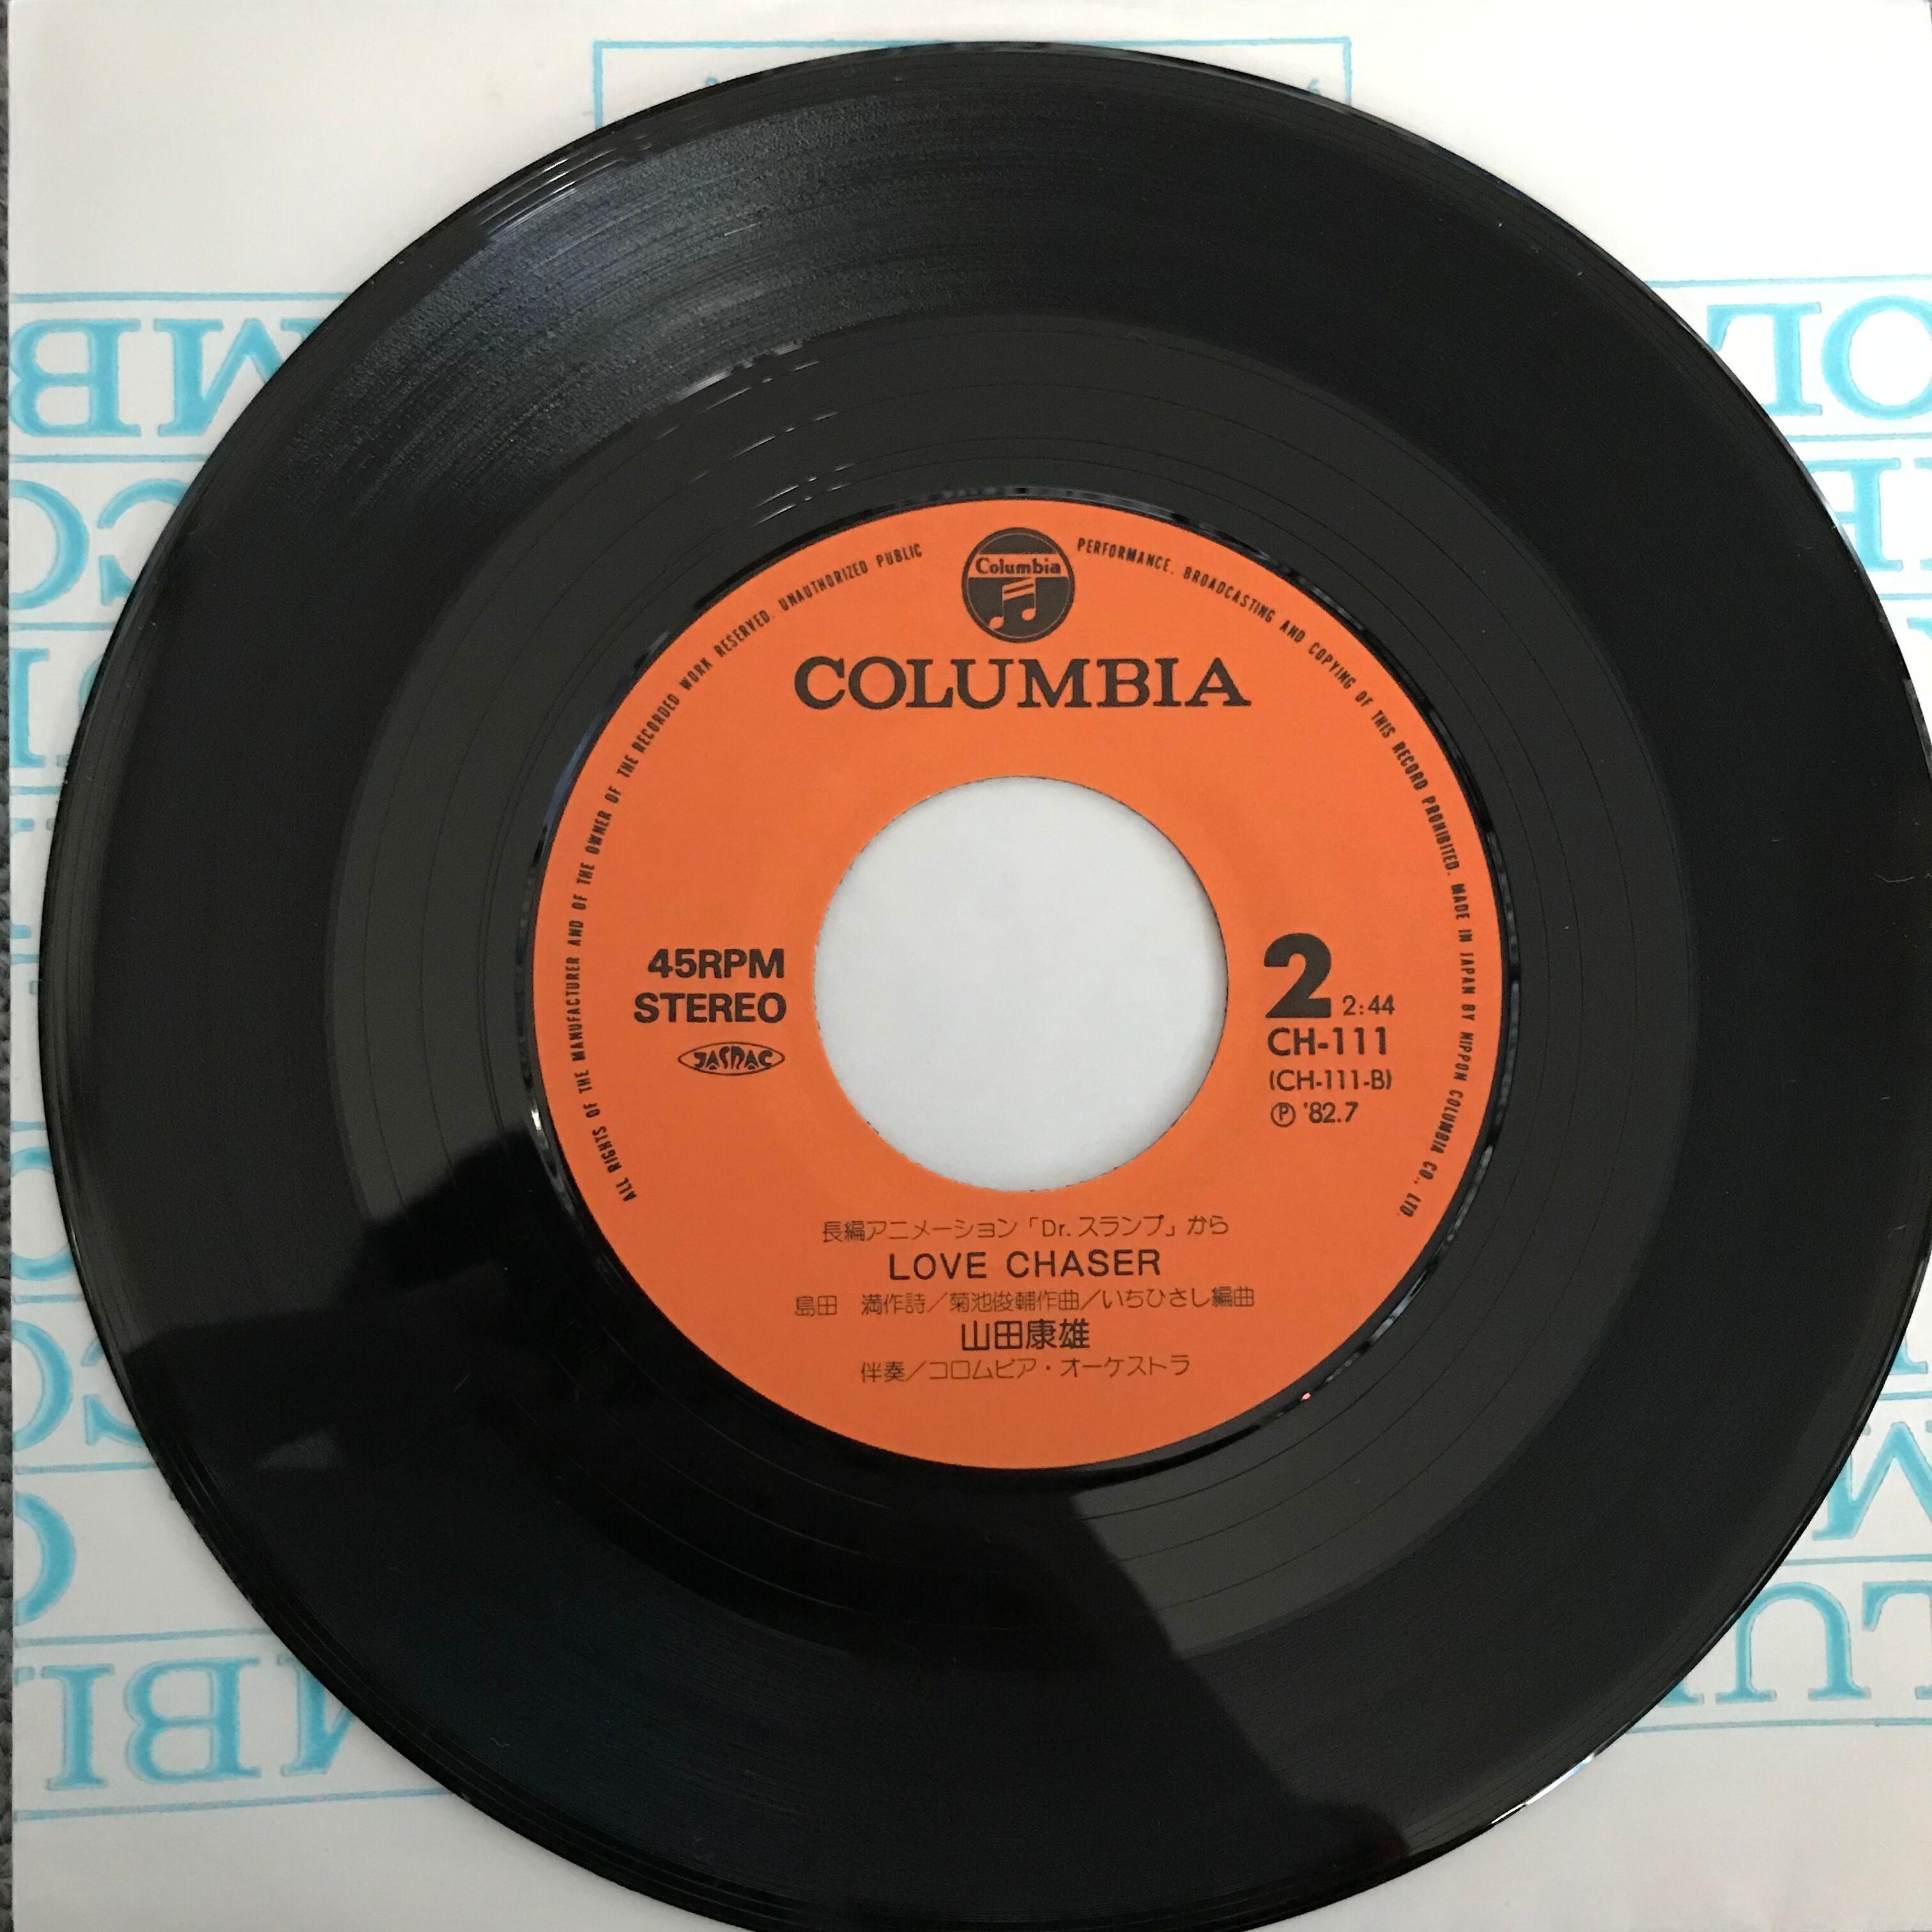 ALL RIGHTS OF THE MANUFACTURER AND OF THE OWNER OF THE RECORDED WORK RESERVED. UNAUTHORIZED PUBLIC PERFORMANCE. BROADCASTING AND COPYING OF THIS RECORD PROHIBITED. MADE IN JAPAN BY NIPPON COLUMBIA CO., LTD.
Columbia
COLUMBIA
45RPM
STEREO
JASRAC
2 2:44
CH-111
(CH-111-B)
Ⓟ '82.7
長編アニメーション「Dr.スランプ」から
LOVE CHASER
島田 満作詩/菊池俊輔作曲/いちひさし編曲
山田康雄
伴奏/コロムビア・オーケストラ